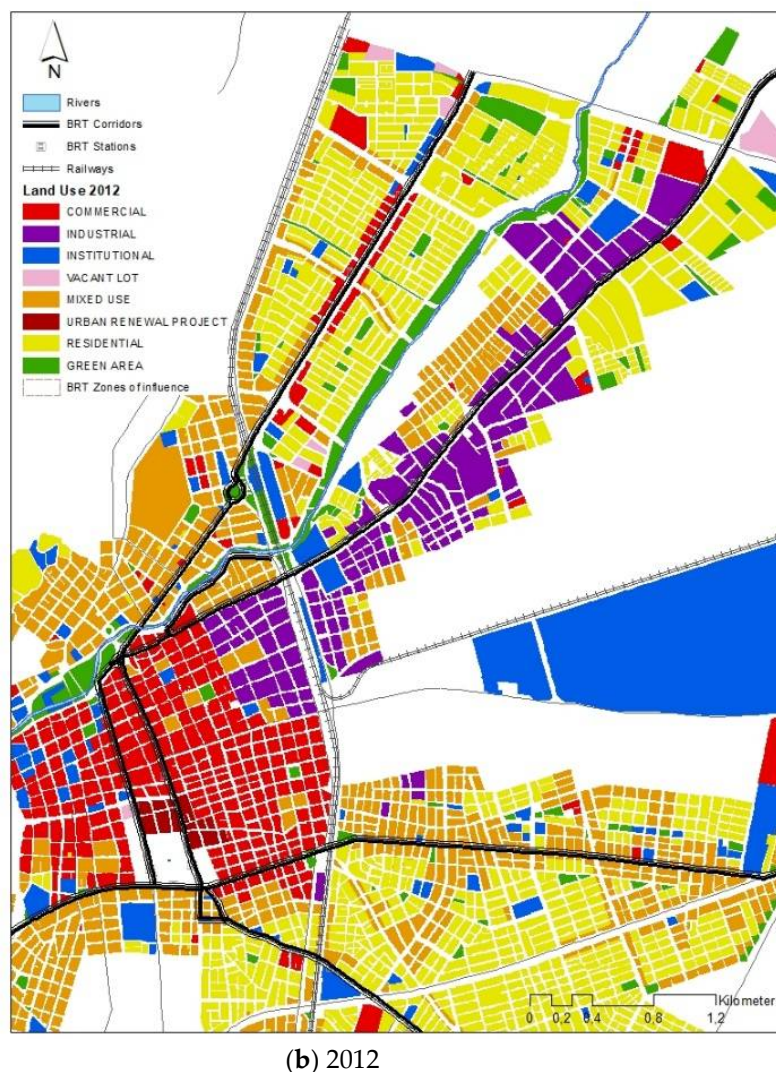 N
Rivers
BRT Corridors
BRT Stations
Railways
Land Use 2012
COMMERCIAL
INDUSTRIAL
INSTITUTIONAL
VACANT LOT
MIXED USE
URBAN RENEWAL PROJECT
RESIDENTIAL
GREEN AREA
BRT Zones of influence
Kilometer
0 0,2 0,4 0,8 1,2
(b) 2012